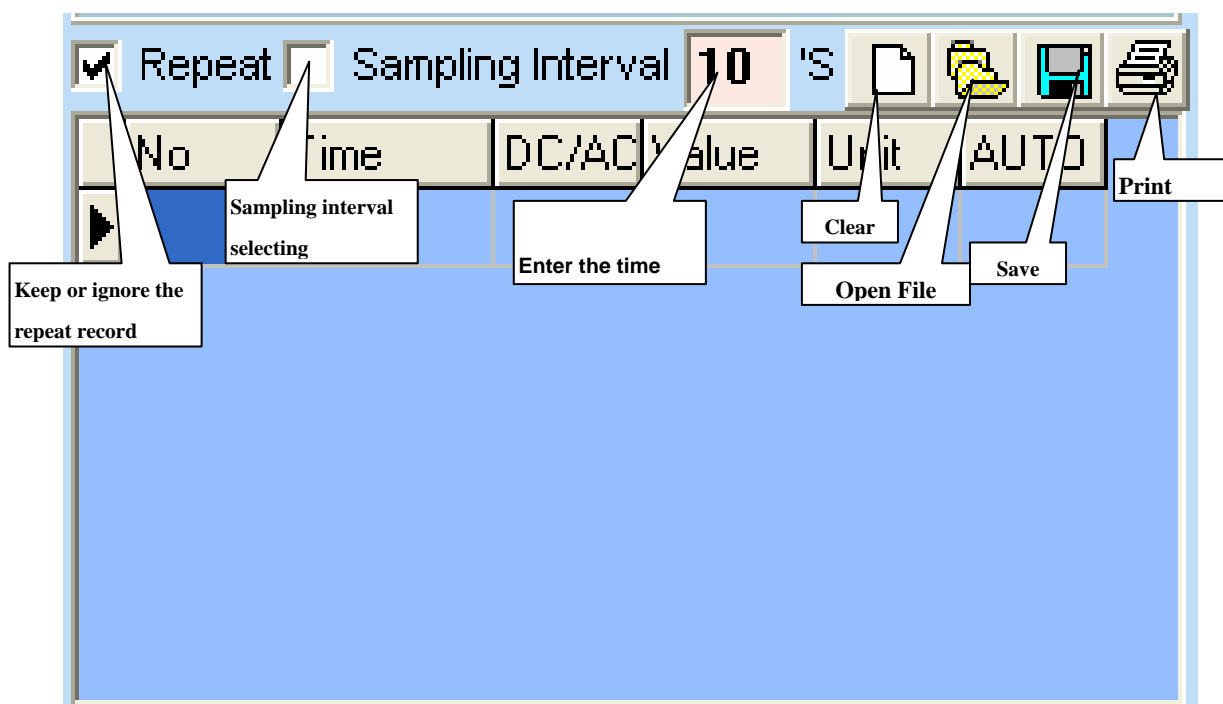 Repeat Sampling Interval 10 'S
No Time DC/AC Value Unit AUTO
Print
Sampling interval
selecting
Clear
Enter the time
Save
Keep or ignore the
repeat record
Open File